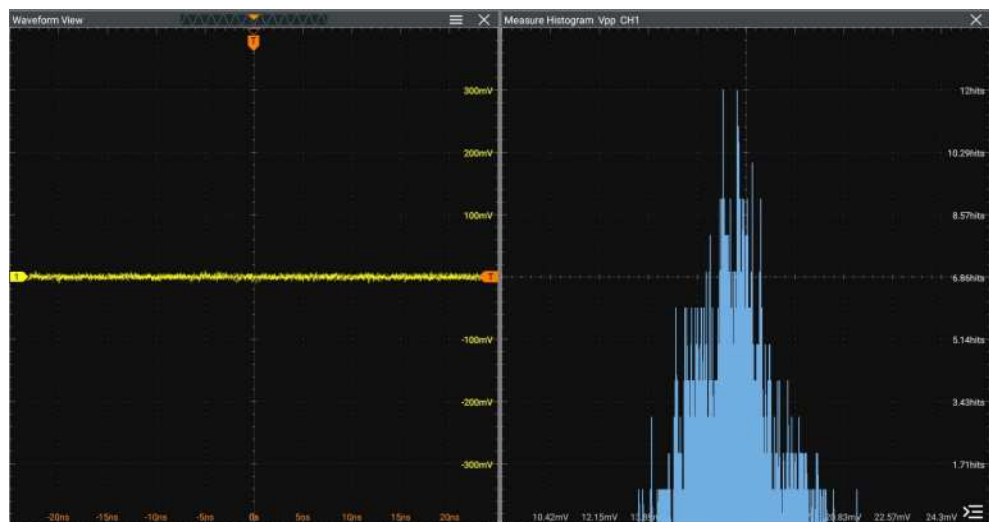 Waveform View
T
300mV
200mV
100mV
1
T
-100mV
-200mV
-300mV
-20ns -15ns -10ns -5ns 0s 5ns 10ns 15ns 20ns
Measure Histogram Vpp CH1
12hits
10.29hits
8.57hits
6.86hits
5.14hits
3.43hits
1.71hits
10.42mV 12.15mV 22.57mV 24.3mV